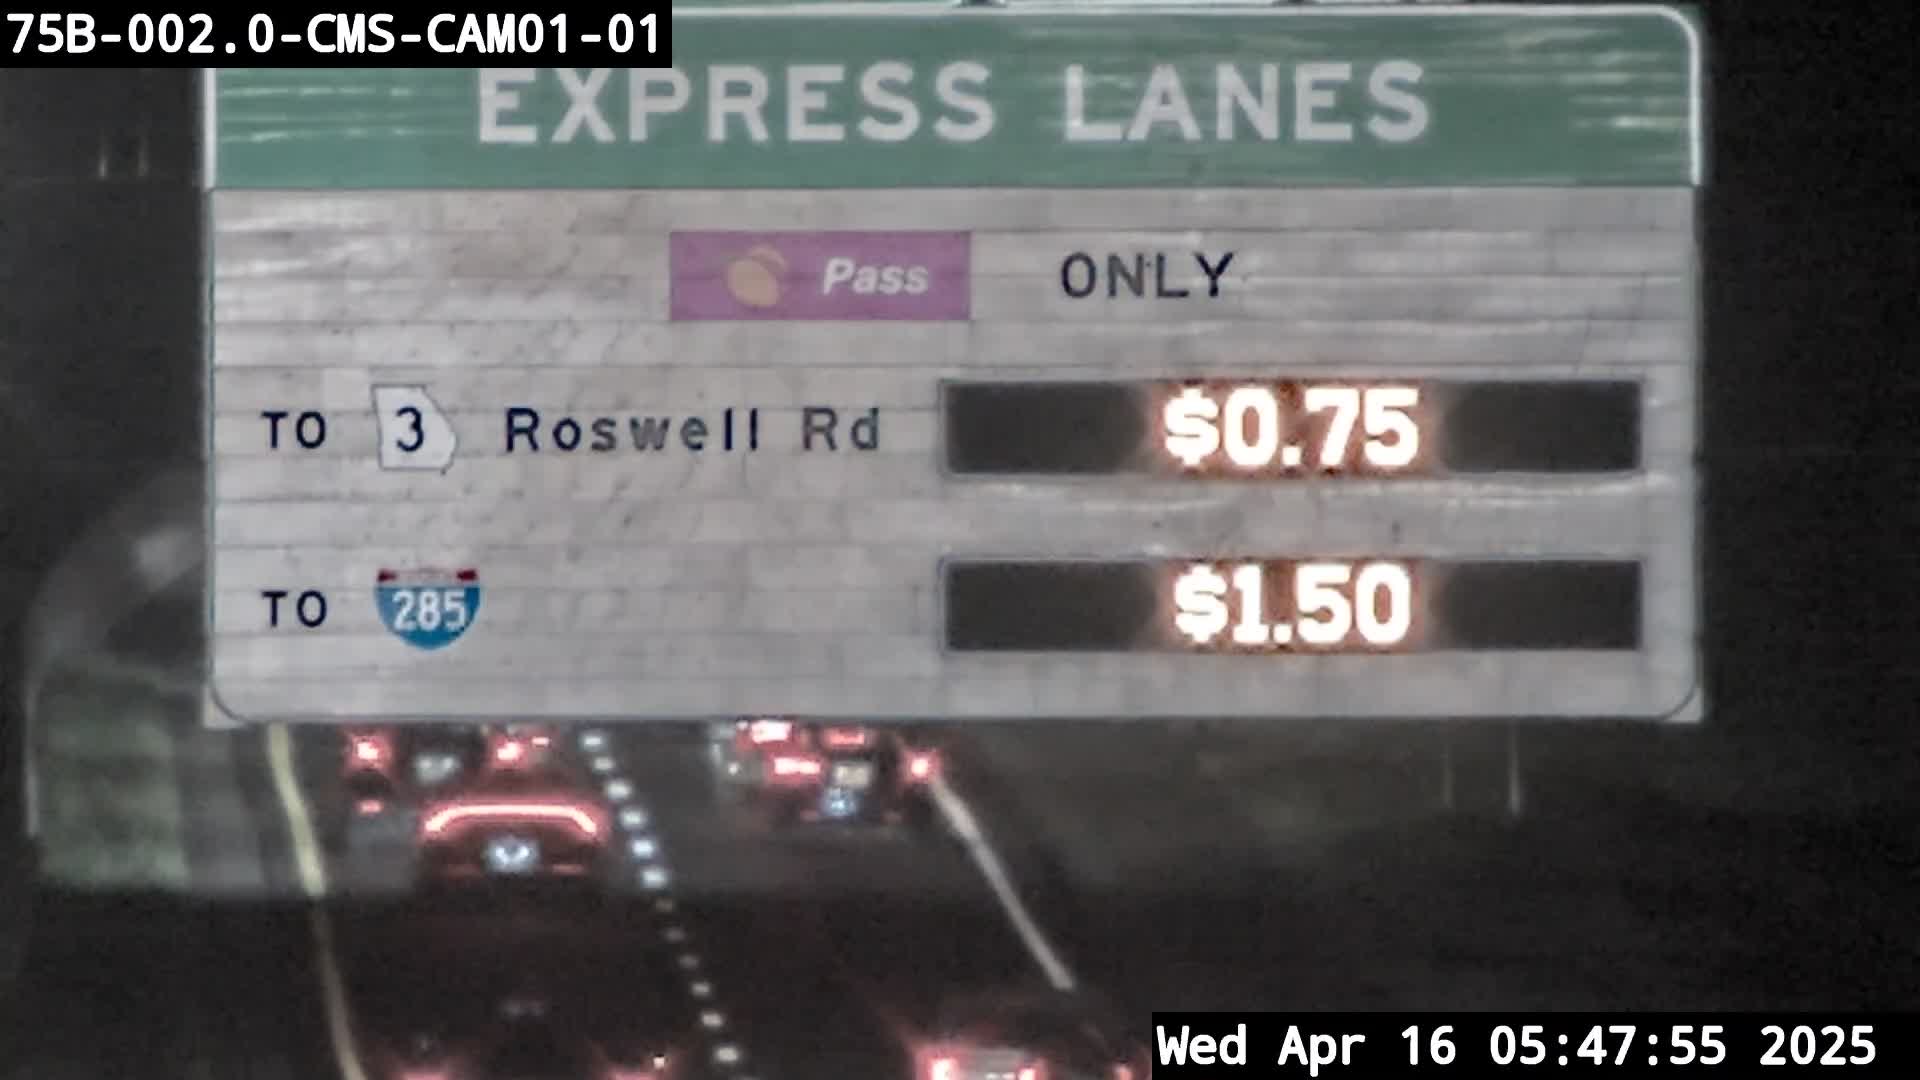 75B-002.0-CMS-CAM01-01
EXPRESS LANES
Pass ONLY
TO 3 Roswell Rd $0.75
TO 285 $1.50
Wed Apr 16 05:47:55 2025